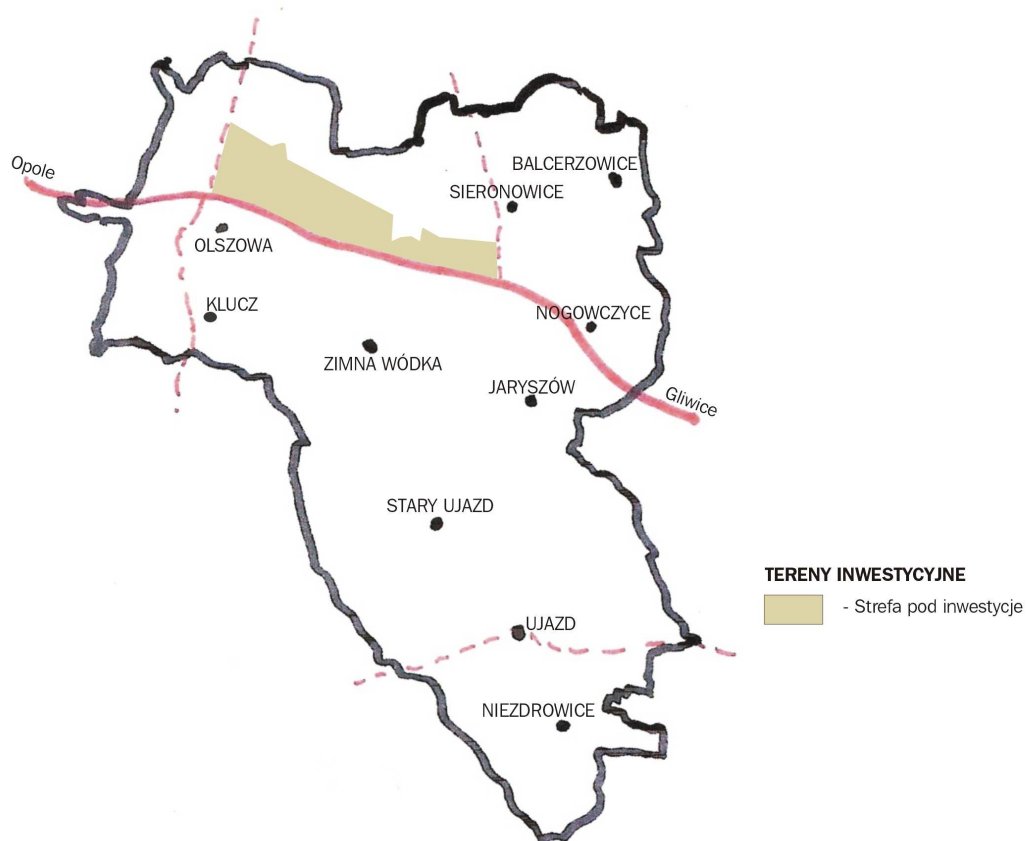 Opole
BALCERZOWICE
SIERONOWICE
OLSZOWA
KLUCZ
NOGOWCZYCE
ZIMNA WÓDKA
JARYSZÓW
Gliwice
STARY UJAZD
TERENY INWESTYCYJNE
- Strefa pod inwestycje
UJAZD
NIEZDROWICE